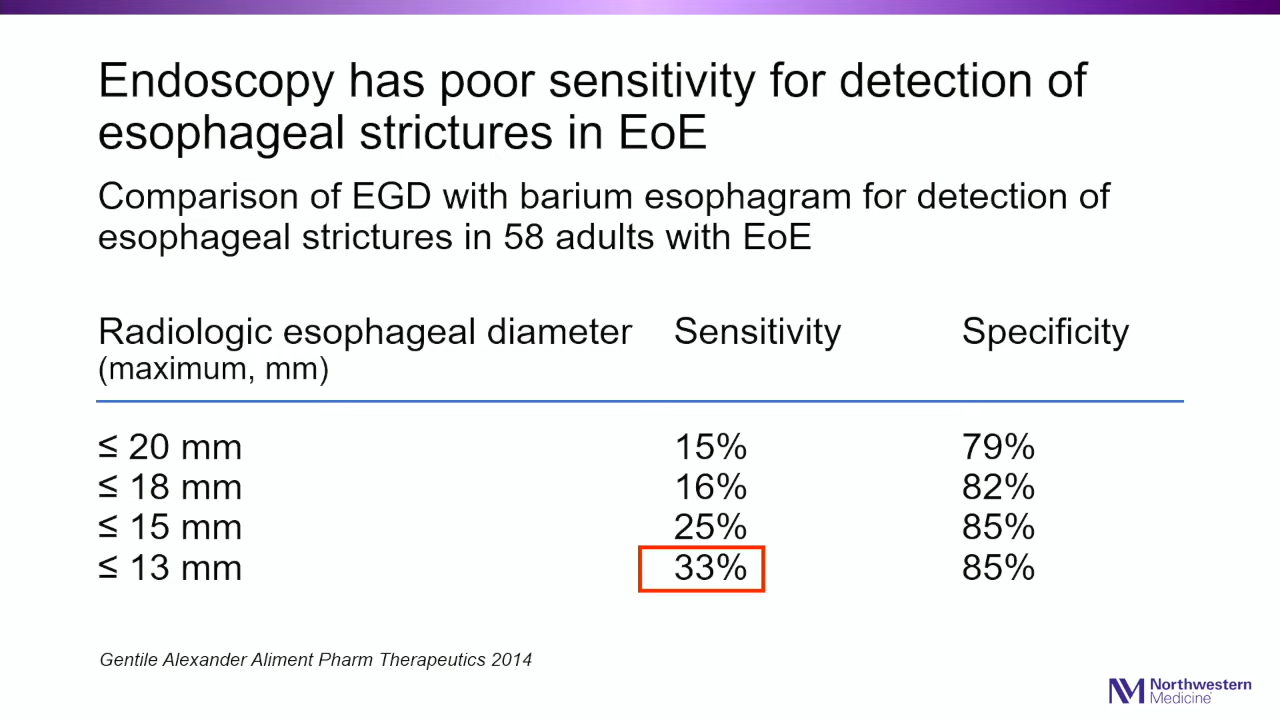 Endoscopy has poor sensitivity for detection of
esophageal strictures in EoE
Comparison of EGD with barium esophagram for detection of
esophageal strictures in 58 adults with EoE
Radiologic esophageal diameter Sensitivity Specificity
(maximum, mm)
≤ 20 mm 15% 79%
≤ 18 mm 16% 82%
≤ 15 mm 25% 85%
≤ 13 mm 33% 85%
Gentile Alexander Aliment Pharm Therapeutics 2014
Northwestern
Medicine